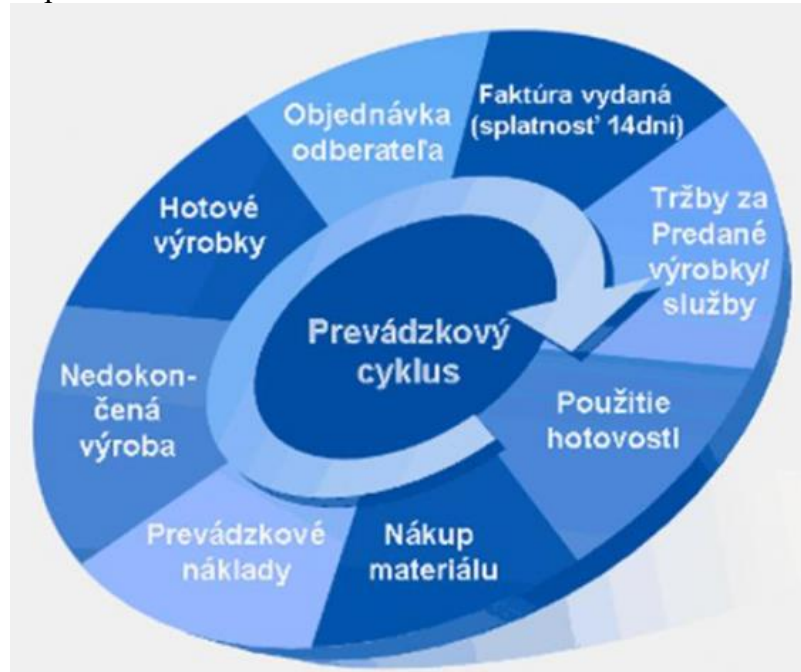 Objednávka
odberateľa
Faktúra vydaná
(splatnosť 14dní)
Tržby za
Predané
výrobky/
služby
Použitie
hotovosti
Nákup
materiálu
Prevádzkové
náklady
Nedokon-
čená
výroba
Hotové
výrobky
Prevádzkový
cyklus